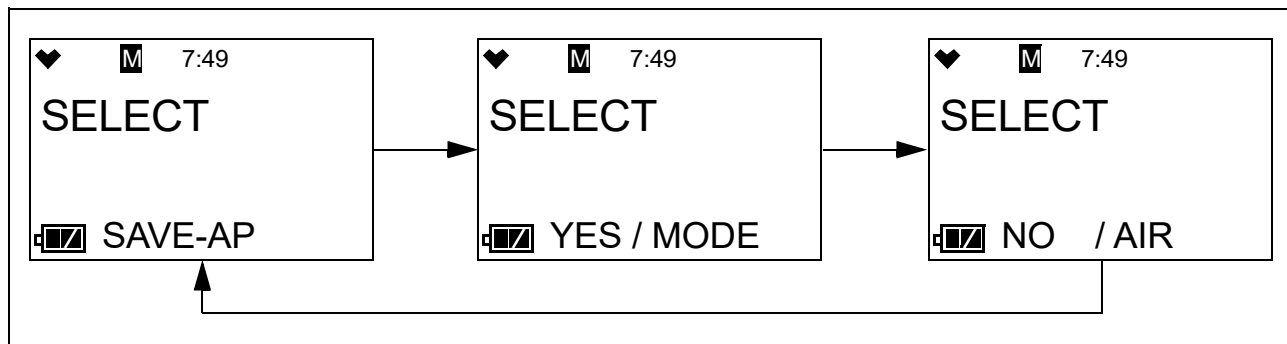 M 7:49
SELECT
SAVE-AP
M 7:49
SELECT
YES / MODE
M 7:49
SELECT
NO / AIR